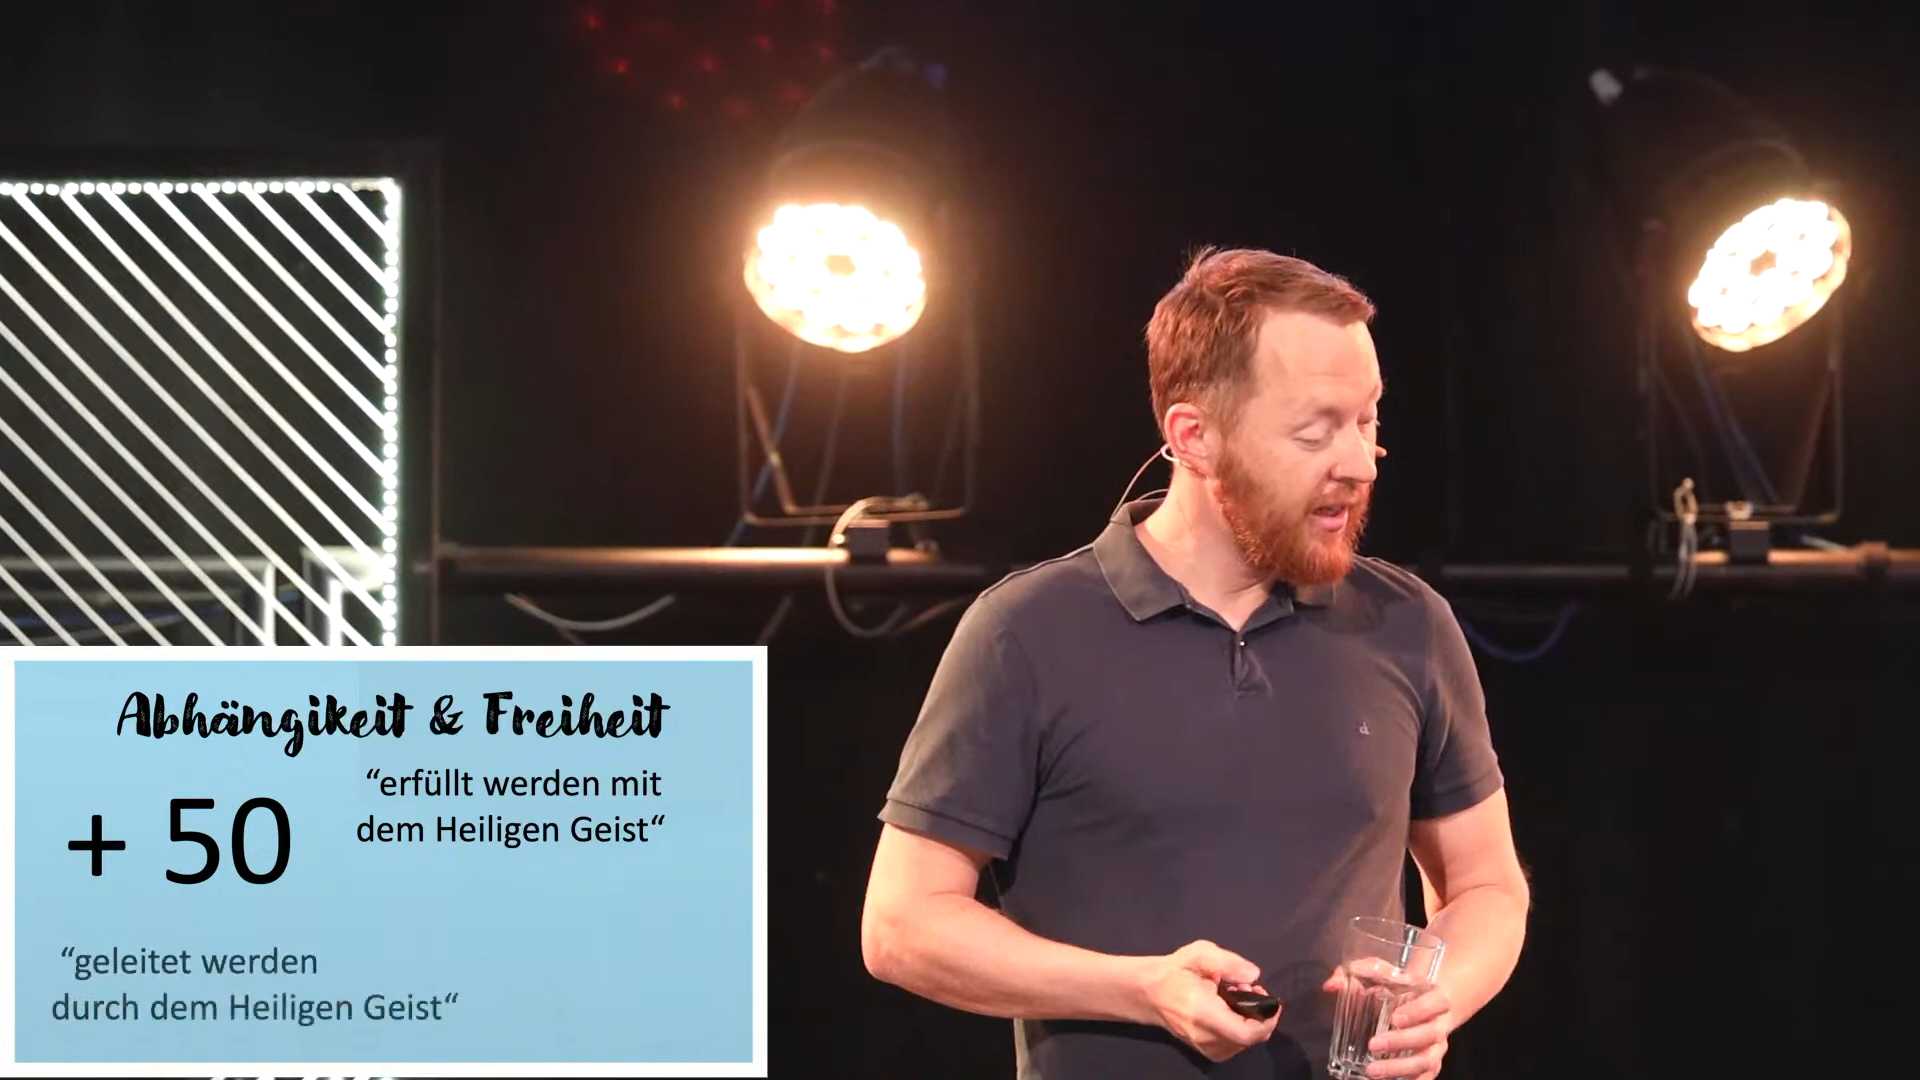 Abhängikeit & Freiheit
“erfüllt werden mit
dem Heiligen Geist“
+ 50
“geleitet werden
durch dem Heiligen Geist“